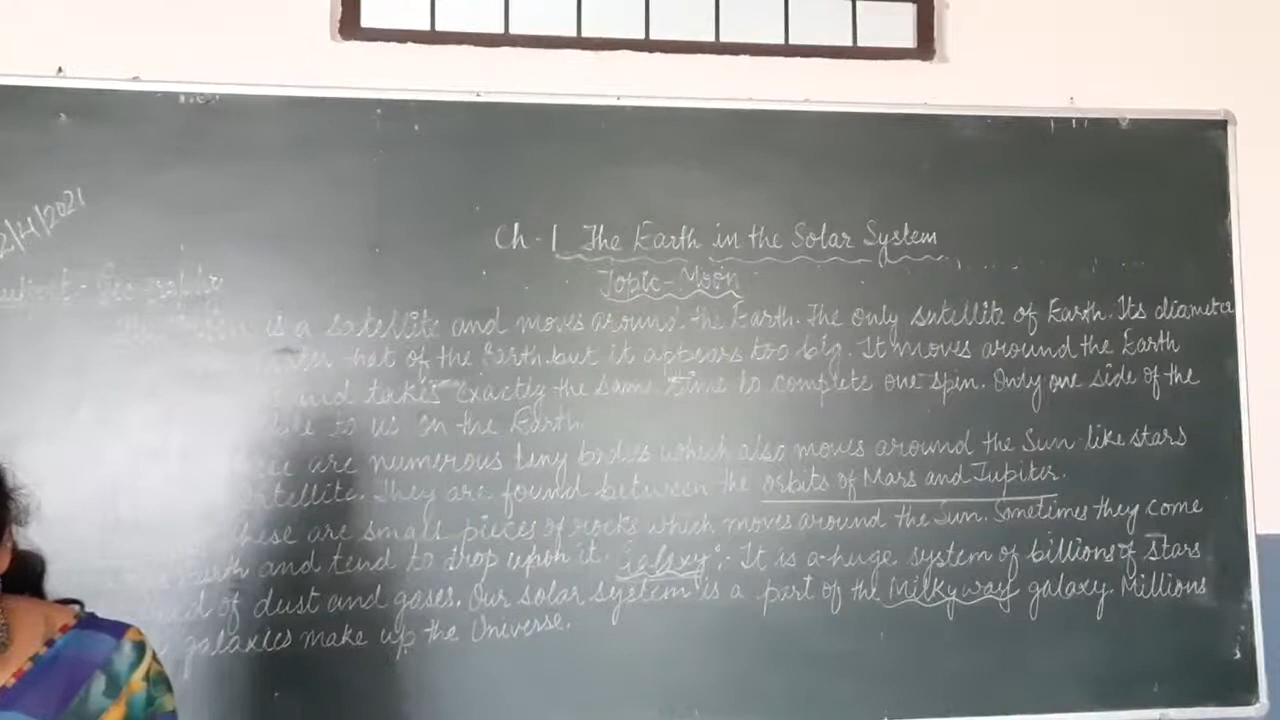 2/4/2021
Ch - 1 The Earth in the Solar System
Topic - Moon
is a satellite and moves around the Earth. The only satellite of Earth. Its diameter
that of the Earth but it appears too big. It moves around the Earth
and takes exactly the same time to complete one spin. Only one side of the
to us on the Earth.
are numerous tiny bodies which also moves around the Sun like stars
satellite. They are found between the orbits of Mars and Jupiter.
These are small pieces of rocks which moves around the Sun. Sometimes they come
and tend to drop upon it. Galaxy :- It is a huge system of billions of stars
of dust and gases. Our solar system is a part of the Milky way galaxy. Millions
galaxies make up the Universe.